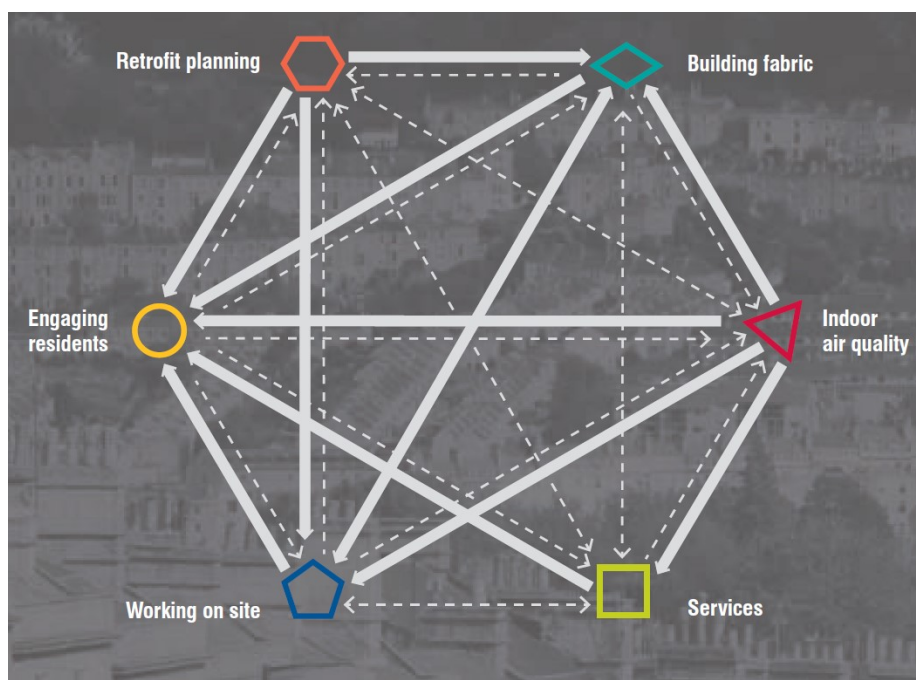 Retrofit planning
Building fabric
Engaging
residents
Indoor
air quality
Working on site
Services